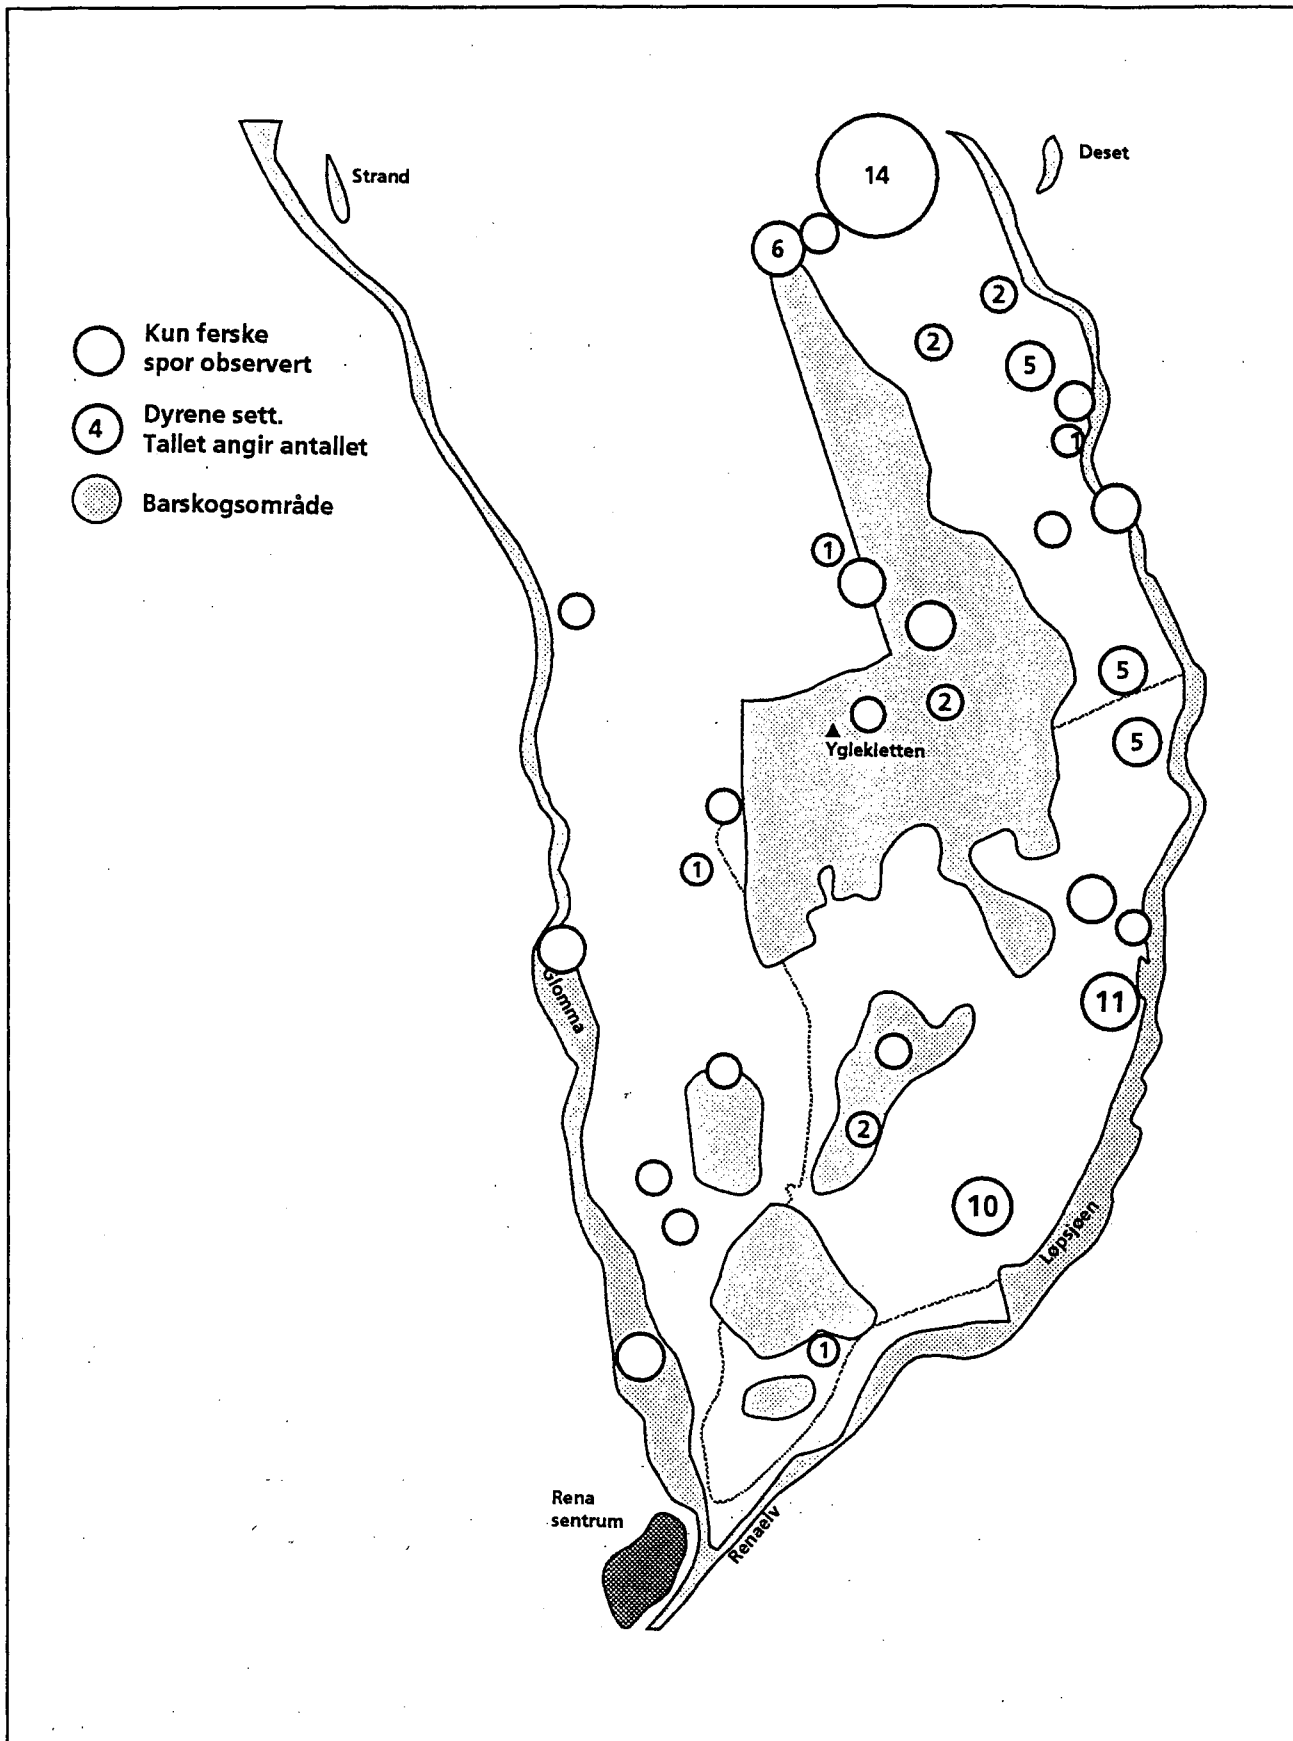 Strand
Deset
14
6
2
2
5
1
Kun ferske
spor observert
4
Dyrene sett.
Tallet angir antallet
Barskogsområde
1
5
2
5
Yglekletten
1
11
Glomma
2
10
Løpsjøen
1
Rena
sentrum
Renaelv